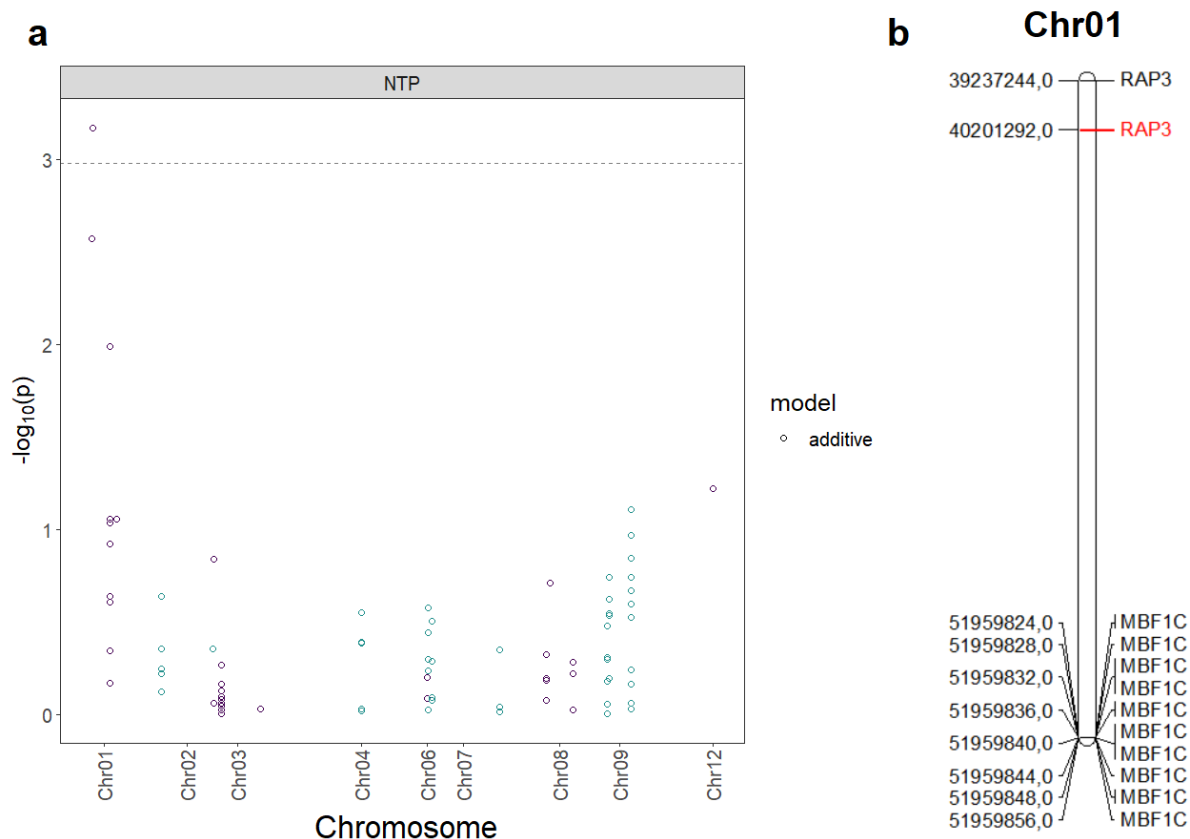 a
NTP
3
2
1
0
-log10(p)
Chr01
Chr02
Chr03
Chr04
Chr06
Chr07
Chr08
Chr09
Chr12
Chromosome
model
additive
b
Chr01
39237244,0 RAP3
40201292,0 RAP3
51959824,0 MBF1C
51959828,0 MBF1C
MBF1C
51959832,0 MBF1C
51959836,0 MBF1C
MBF1C
51959840,0 MBF1C
51959844,0 MBF1C
51959848,0 MBF1C
51959856,0 MBF1C